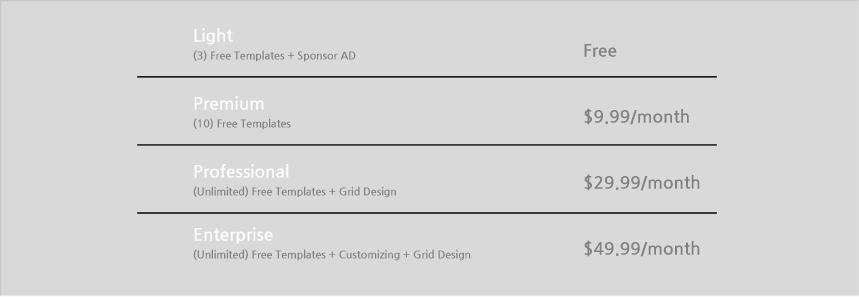 Light
(3) Free Templates + Sponsor AD
Free
Premium
(10) Free Templates
$9.99/month
Professional
(Unlimited) Free Templates + Grid Design
$29.99/month
Enterprise
(Unlimited) Free Templates + Customizing + Grid Design
$49.99/month